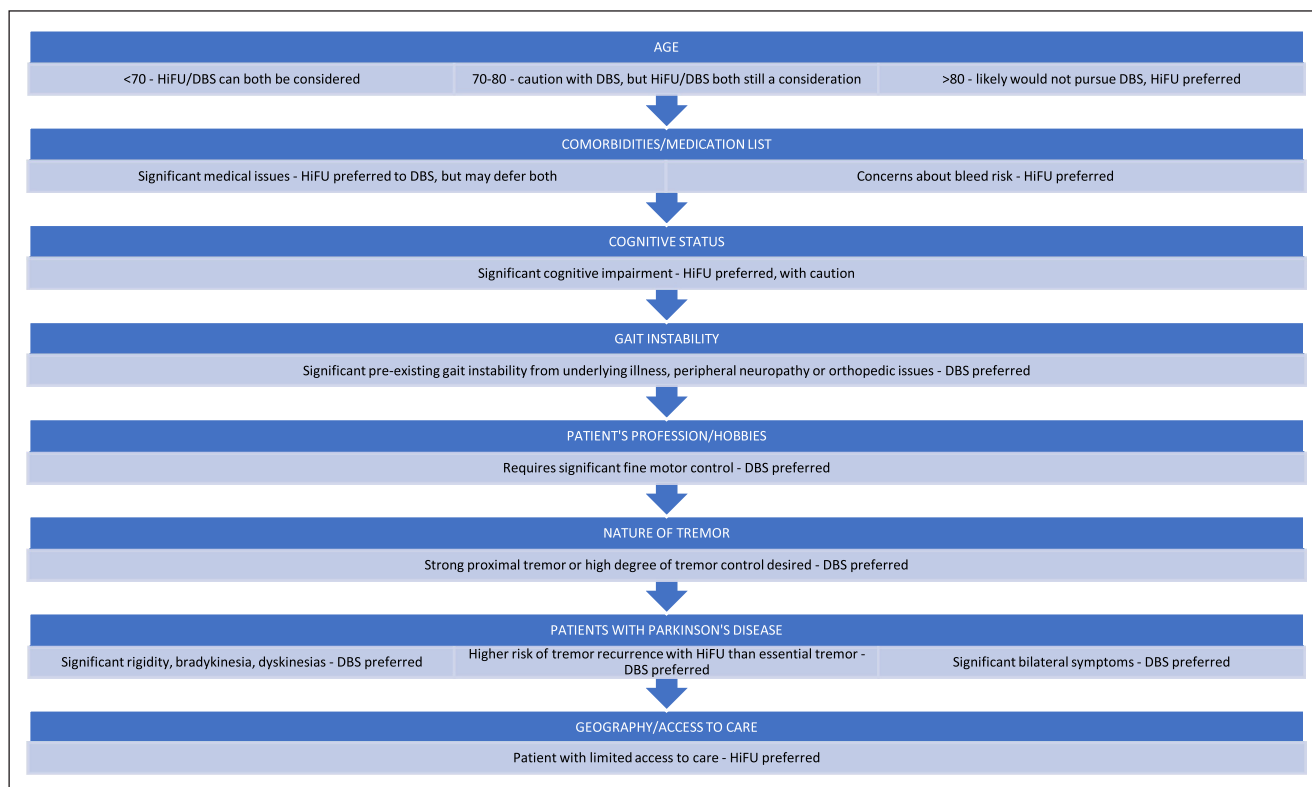 AGE
<70 - HiFU/DBS can both be considered
70-80 - caution with DBS, but HiFU/DBS both still a consideration
>80 - likely would not pursue DBS, HiFU preferred
COMORBIDITIES/MEDICATION LIST
Significant medical issues - HiFU preferred to DBS, but may defer both
Concerns about bleed risk - HiFU preferred
COGNITIVE STATUS
Significant cognitive impairment - HiFU preferred, with caution
GAIT INSTABILITY
Significant pre-existing gait instability from underlying illness, peripheral neuropathy or orthopedic issues - DBS preferred
PATIENT'S PROFESSION/HOBBIES
Requires significant fine motor control - DBS preferred
NATURE OF TREMOR
Strong proximal tremor or high degree of tremor control desired - DBS preferred
PATIENTS WITH PARKINSON'S DISEASE
Significant rigidity, bradykinesia, dyskinesias - DBS preferred
Higher risk of tremor recurrence with HiFU than essential tremor -
DBS preferred
Significant bilateral symptoms - DBS preferred
GEOGRAPHY/ACCESS TO CARE
Patient with limited access to care - HiFU preferred